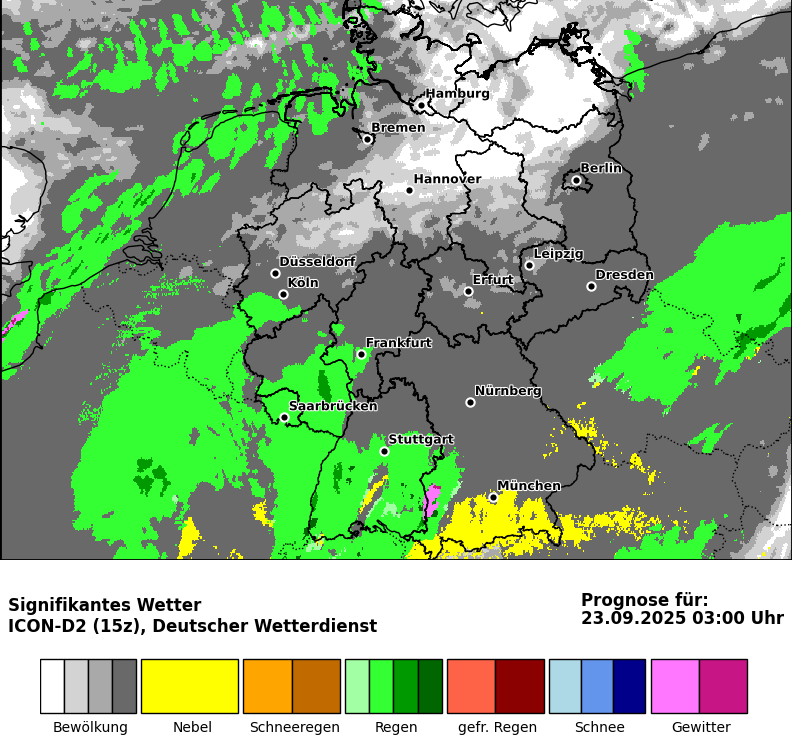 Hamburg
Bremen
Berlin
Hannover
Düsseldorf
Leipzig
Köln
Erfurt
Dresden
Frankfurt
Nürnberg
Saarbrücken
Stuttgart
München
Signifikantes Wetter
ICON-D2 (15z), Deutscher Wetterdienst
Prognose für:
23.09.2025 03:00 Uhr
Bewölkung Nebel Schneeregen Regen gefr. Regen Schnee Gewitter